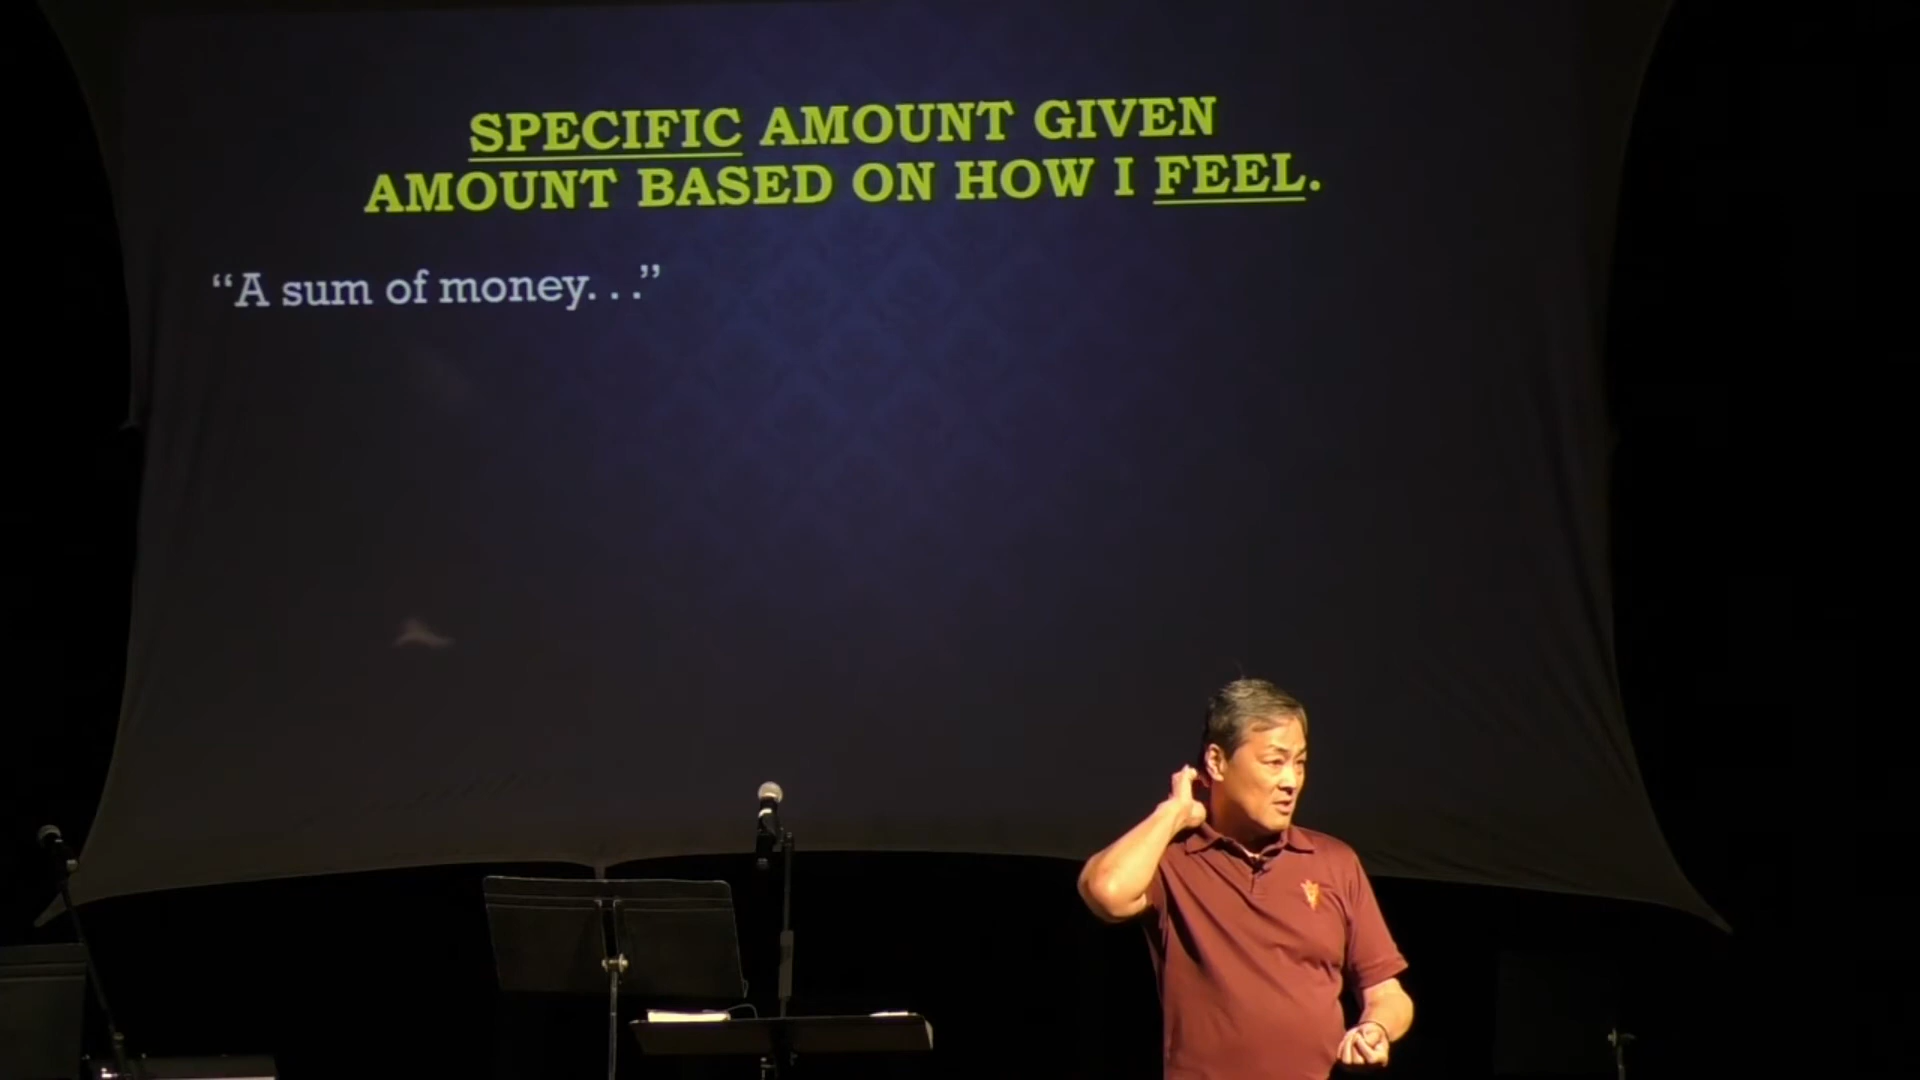 SPECIFIC AMOUNT GIVEN
AMOUNT BASED ON HOW I FEEL.
“A sum of money. . .”